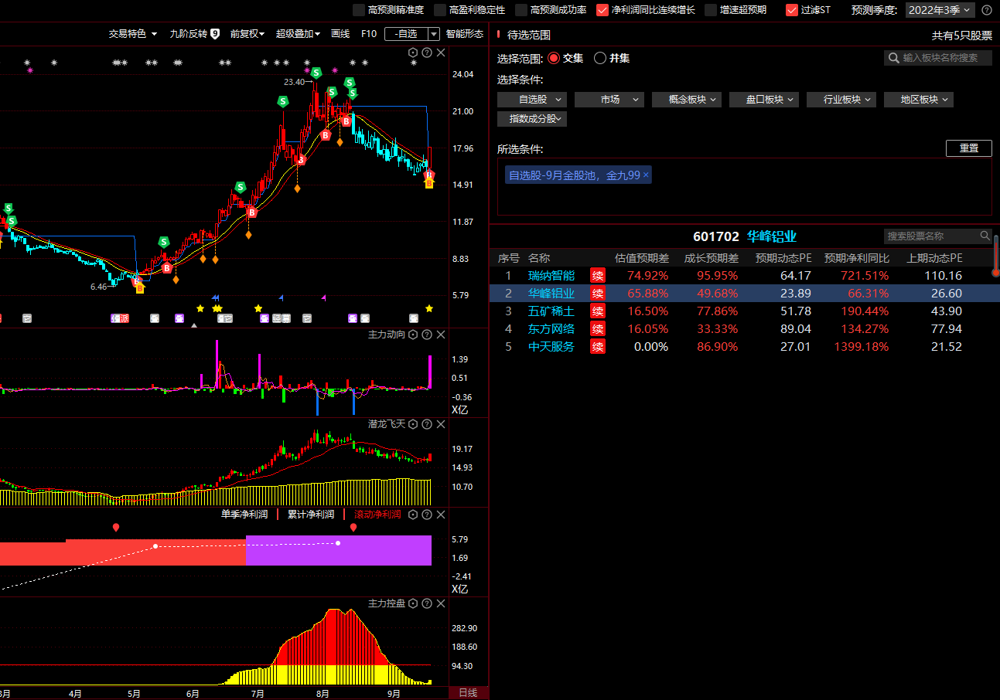 高预测精准度 高盈利稳定性 高预测成功率 净利润同比连续增长 增速超预期 过滤ST 预测季度: 2022年3季
交易特色 九阶反转 9 前复权 超级叠加 画线 F10 -自选 智能形态
待选范围 共有5只股票
选择范围: 交集 并集 输入板块名称搜索
选择条件:
自选股 市场 概念板块 盘口板块 行业板块 地区板块
指数成分股
所选条件: 重置
自选股-9月金股池，金九99 ×
601702 华峰铝业 搜索股票名称
序号 名称 估值预期差 成长预期差 预期动态PE 预期净利同比 上期动态PE
1 瑞纳智能 续 74.92% 95.95% 64.17 721.51% 110.16
2 华峰铝业 续 65.88% 49.68% 23.89 66.31% 26.60
3 五矿稀土 续 16.50% 77.86% 51.78 190.44% 43.90
4 东方网络 续 16.05% 33.33% 89.04 134.27% 77.94
5 中天服务 续 0.00% 86.90% 27.01 1399.18% 21.52
24.04
21.00
17.96
14.91
11.87
8.83
5.79
23.40
6.46
主力动向
1.39
0.51
-0.36
X亿
潜龙飞天
19.17
14.93
10.70
单季净利润 累计净利润 滚动净利润
5.79
1.69
-2.41
X亿
主力控盘
282.90
188.60
94.30
3月 4月 5月 6月 7月 8月 9月 日线